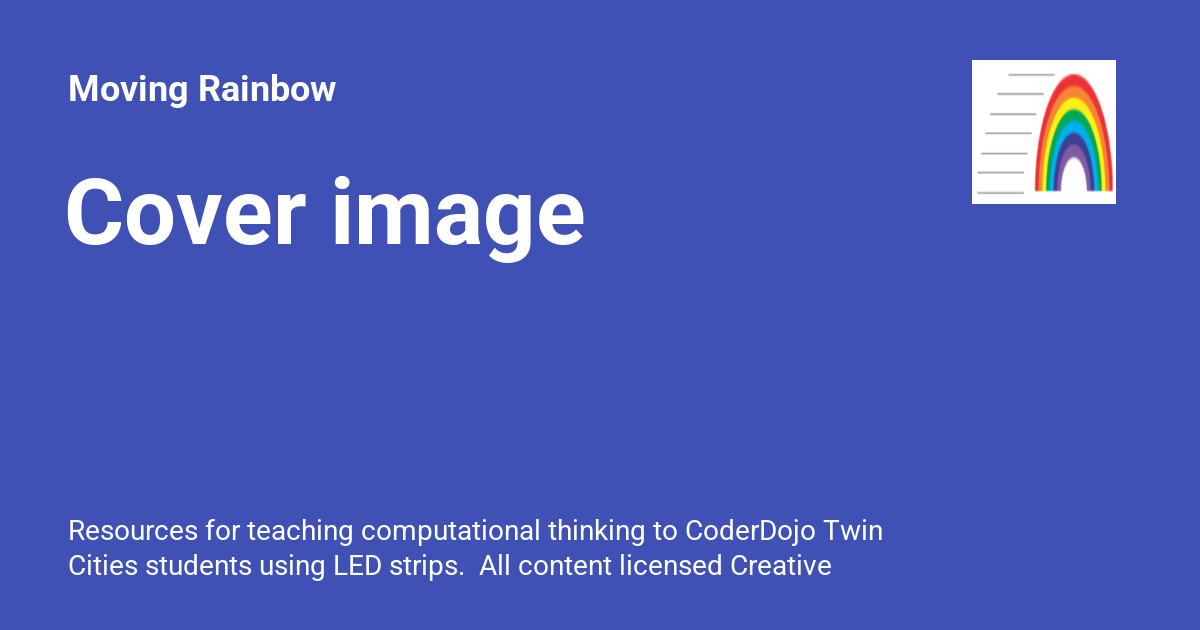 Moving Rainbow
Cover image
Resources for teaching computational thinking to CoderDojo Twin
Cities students using LED strips.  All content licensed Creative